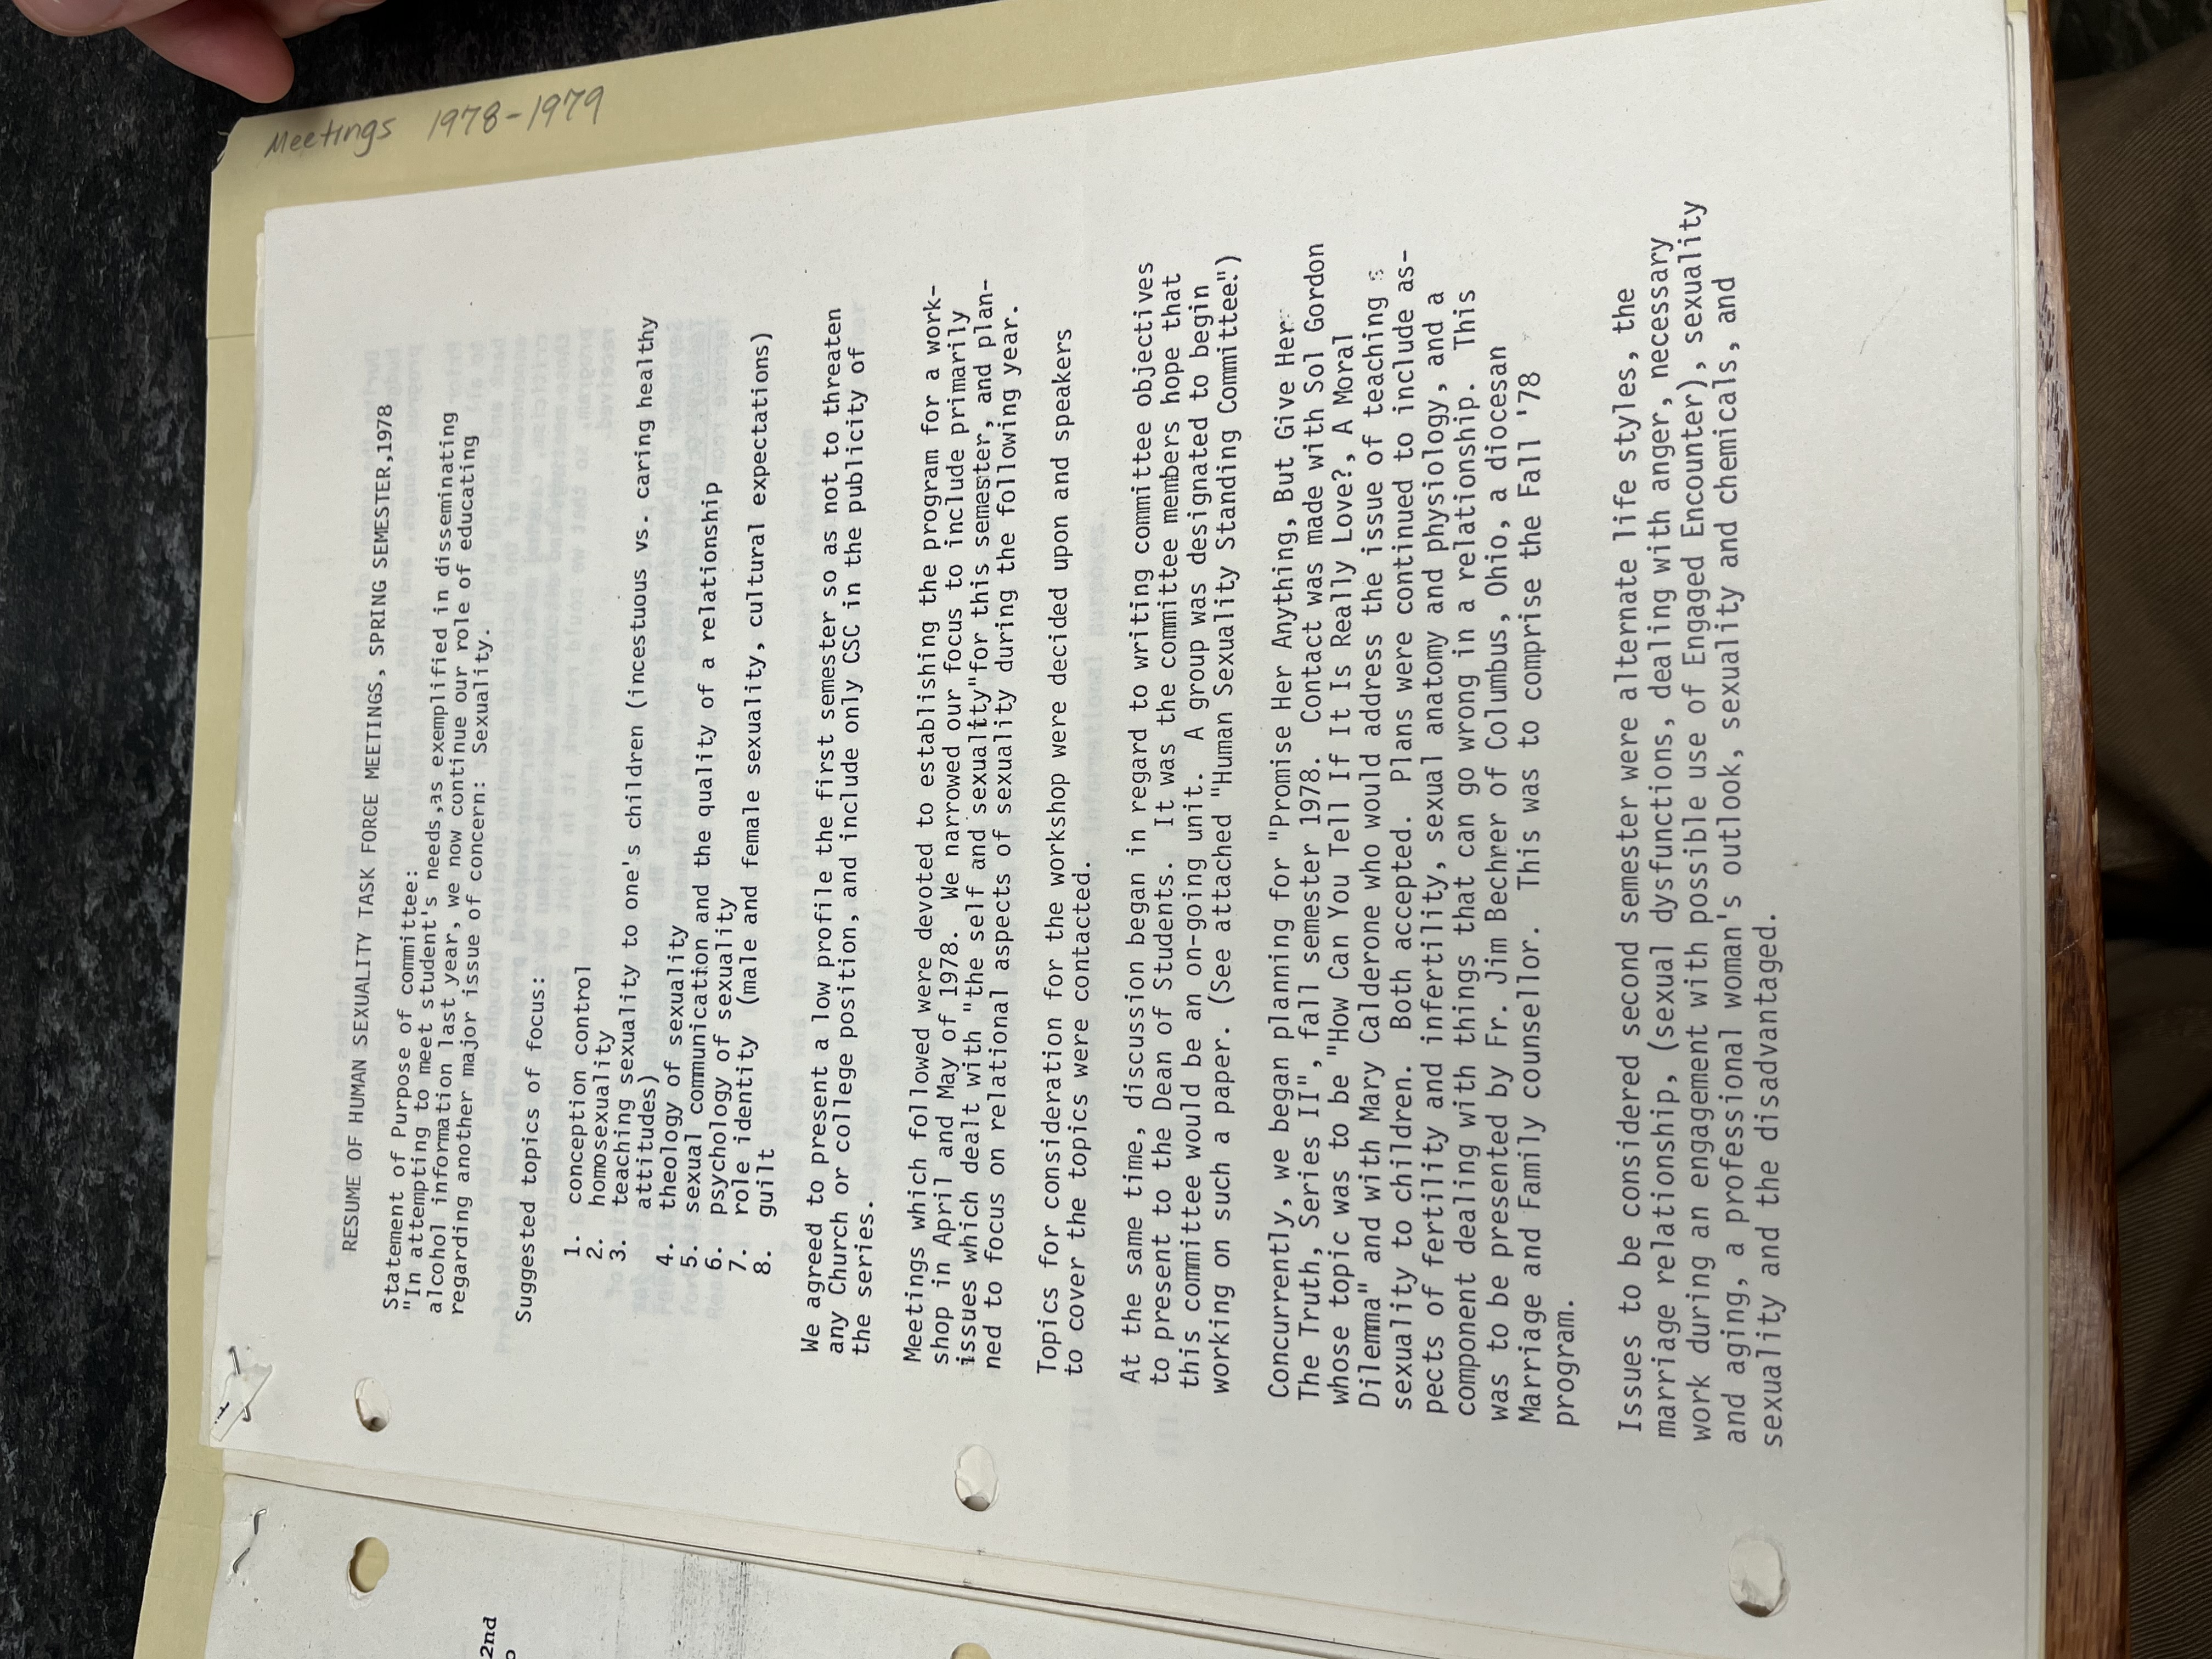 2nd
Meetings 1978-1979
RESUME OF HUMAN SEXUALITY TASK FORCE MEETINGS, SPRING SEMESTER,1978
Statement of Purpose of committee:
"In attempting to meet student's needs,as exemplified in disseminating
alcohol information last year, we now continue our role of educating
regarding another major issue of concern: Sexuality.
Suggested topics of focus:
1. conception control
2. homosexuality
3. teaching sexuality to one's children (incestuous vs. caring healthy
attitudes)
4. theology of sexuality
5. sexual communication and the quality of a relationship
6. psychology of sexuality
7. role identity (male and female sexuality, cultural expectations)
8. guilt
We agreed to present a low profile the first semester so as not to threaten
any Church or college position, and include only CSC in the publicity of
the series.
Meetings which followed were devoted to establishing the program for a work-
shop in April and May of 1978. We narrowed our focus to include primarily
issues which dealt with "the self and sexuality"for this semester, and plan-
ned to focus on relational aspects of sexuality during the following year.
Topics for consideration for the workshop were decided upon and speakers
to cover the topics were contacted.
At the same time, discussion began in regard to writing committee objectives
to present to the Dean of Students. It was the committee members hope that
this committee would be an on-going unit. A group was designated to begin
working on such a paper. (See attached "Human Sexuality Standing Committee".)
Concurrently, we began planning for "Promise Her Anything, But Give Her
The Truth, Series II", fall semester 1978. Contact was made with Sol Gordon
whose topic was to be "How Can You Tell If It Is Really Love?, A Moral
Dilemma" and with Mary Calderone who would address the issue of teaching s
sexuality to children. Both accepted. Plans were continued to include as-
pects of fertility and infertility, sexual anatomy and physiology, and a
component dealing with things that can go wrong in a relationship. This
was to be presented by Fr. Jim Bechrer of Columbus, Ohio, a diocesan
Marriage and Family counsellor. This was to comprise the Fall '78
program.
Issues to be considered second semester were alternate life styles, the
marriage relationship, (sexual dysfunctions, dealing with anger, necessary
work during an engagement with possible use of Engaged Encounter), sexuality
and aging, a professional woman's outlook, sexuality and chemicals, and
sexuality and the disadvantaged.